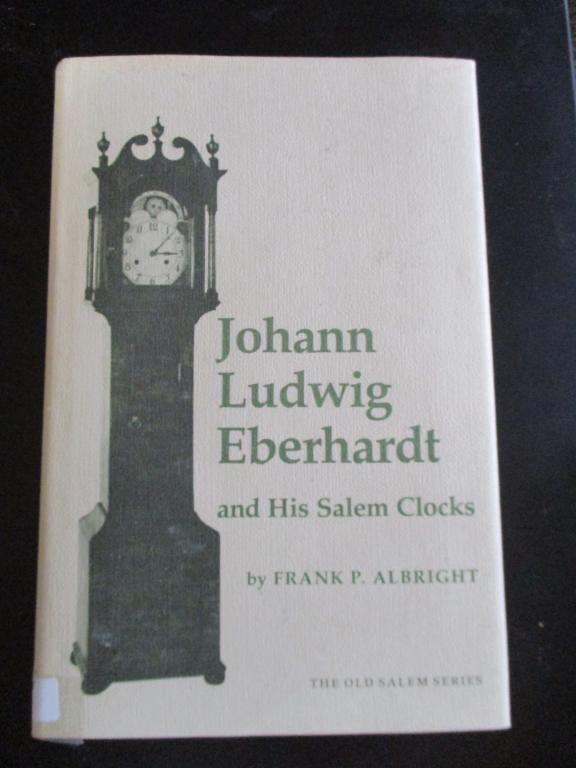 Johann
Ludwig
Eberhardt
and His Salem Clocks
by FRANK P. ALBRIGHT
THE OLD SALEM SERIES